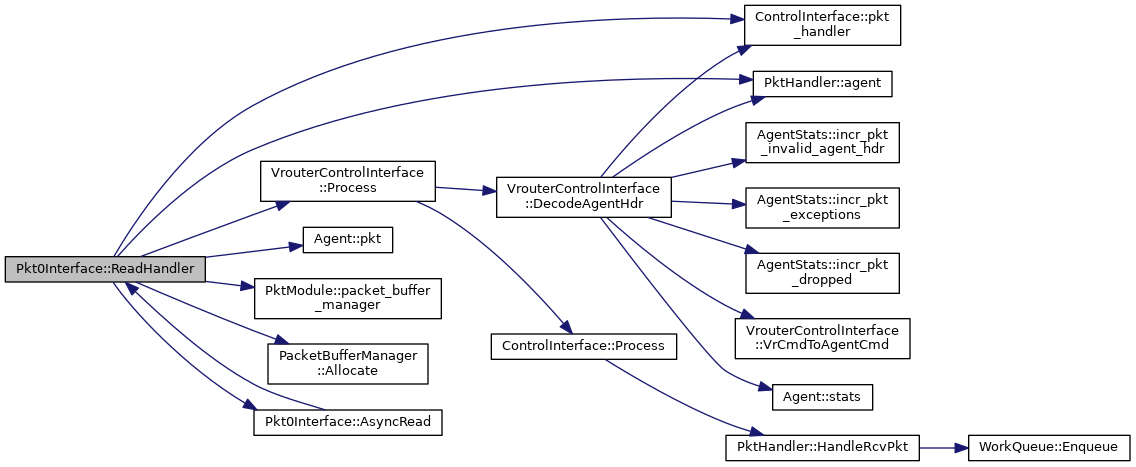 ControlInterface::pkt
_handler
PktHandler::agent
AgentStats::incr_pkt
_invalid_agent_hdr
VrouterControlInterface
::Process
VrouterControlInterface
::DecodeAgentHdr
AgentStats::incr_pkt
_exceptions
Agent::pkt
Pkt0Interface::ReadHandler
AgentStats::incr_pkt
_dropped
PktModule::packet_buffer
_manager
VrouterControlInterface
::VrCmdToAgentCmd
ControlInterface::Process
PacketBufferManager
::Allocate
Agent::stats
Pkt0Interface::AsyncRead
PktHandler::HandleRcvPkt
WorkQueue::Enqueue